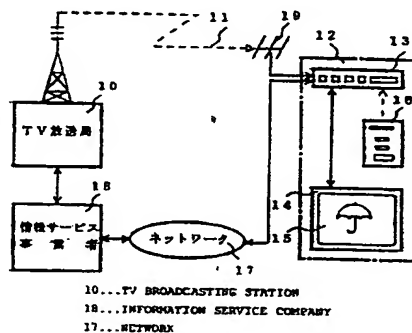 11
19
12
13
10
TV放送局
16
18
14
情報サービス
事業者
ネットワーク
15
17
10...TV BROADCASTING STATION
18...INFORMATION SERVICE COMPANY
17...NETWORK